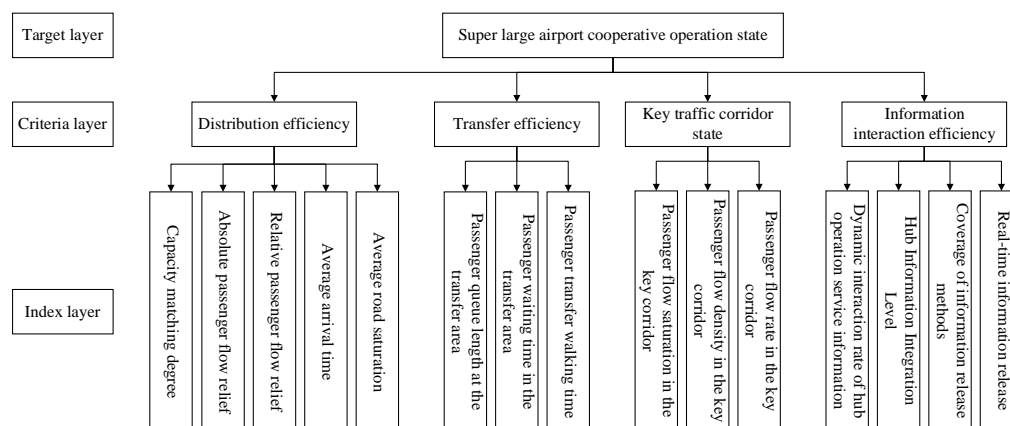 Target layer
Super large airport cooperative operation state
Criteria layer
Distribution efficiency
Transfer efficiency
Key traffic corridor
state
Information
interaction efficiency
Index layer
Capacity matching degree
Absolute passenger flow relief
Relative passenger flow relief
Average arrival time
Average road saturation
Passenger queue length at the
transfer area
Passenger waiting time in the
transfer area
Passenger transfer walking time
Passenger flow saturation in the
key corridor
Passenger flow density in the key
corridor
Passenger flow rate in the key
corridor
Dynamic interaction rate of hub
operation service information
Hub Information Integration
Level
Coverage of information release
methods
Real-time information release